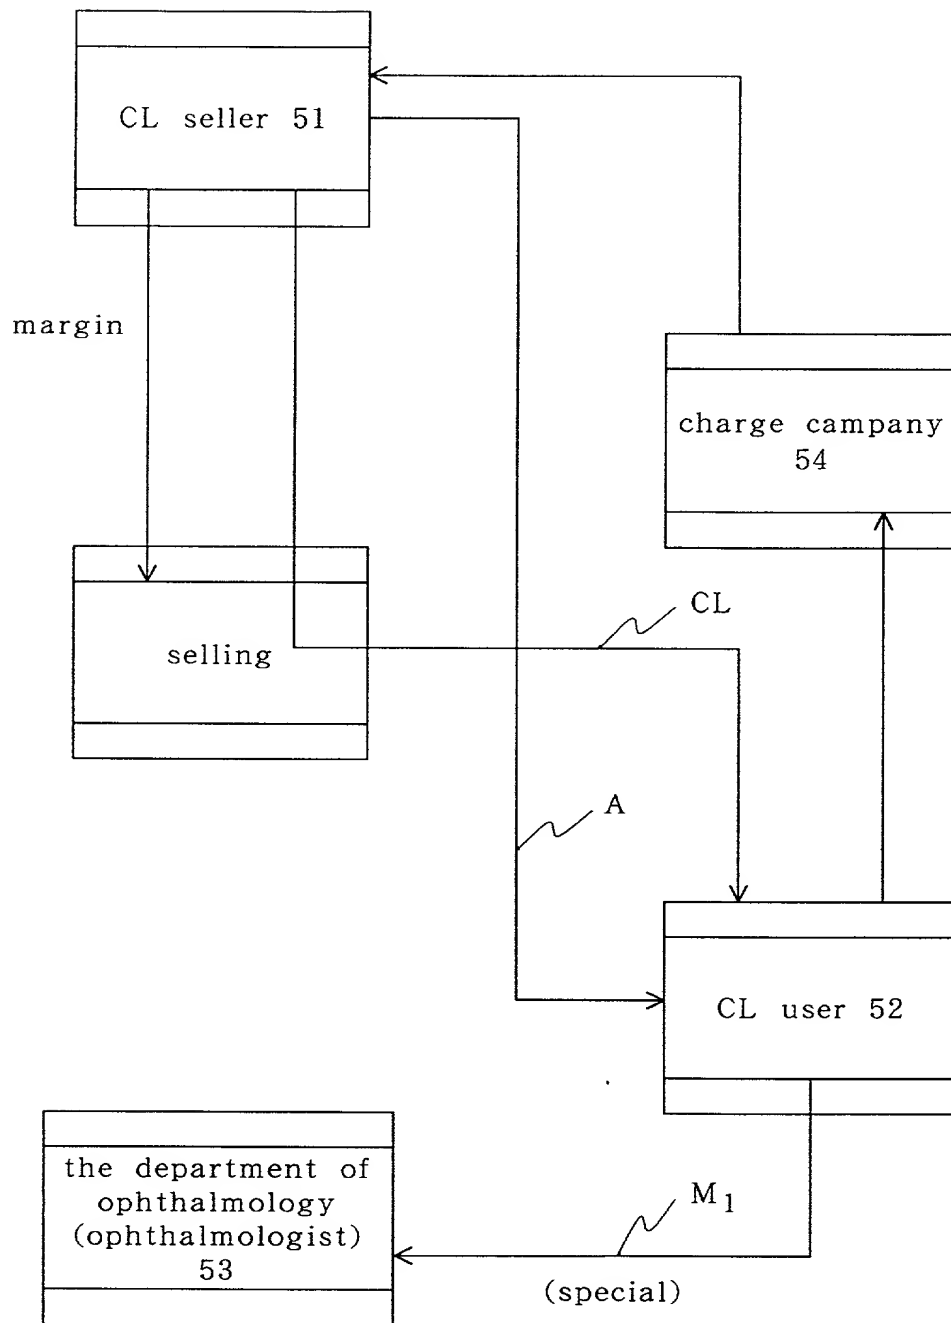 CL seller 51
margin
charge campany
54
CL
selling
A
CL user 52
the department of
ophthalmology
(ophthalmologist)
53
M1
(special)